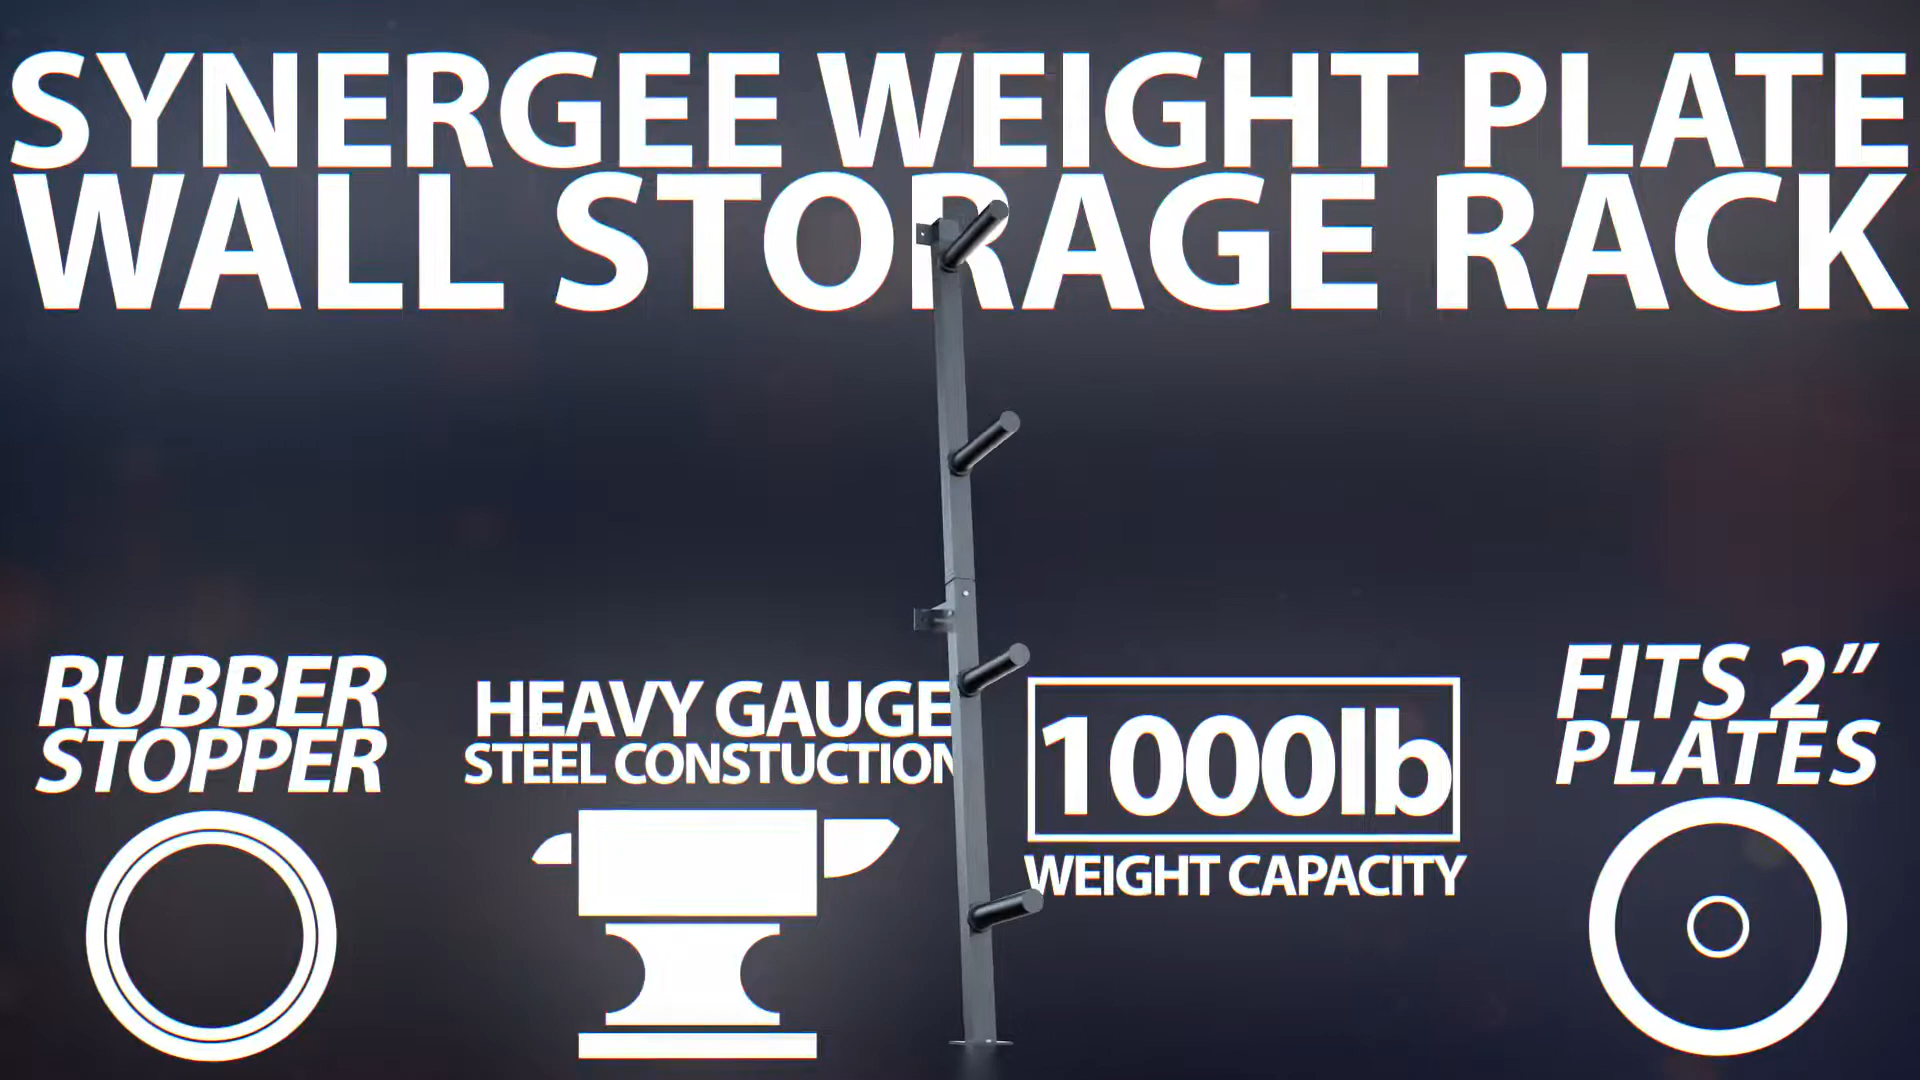 SYNERGEE WEIGHT PLATE
WALL STORAGE RACK
RUBBER
STOPPER
HEAVY GAUGE
STEEL CONSTUCTION
1000lb
WEIGHT CAPACITY
FITS 2"
PLATES